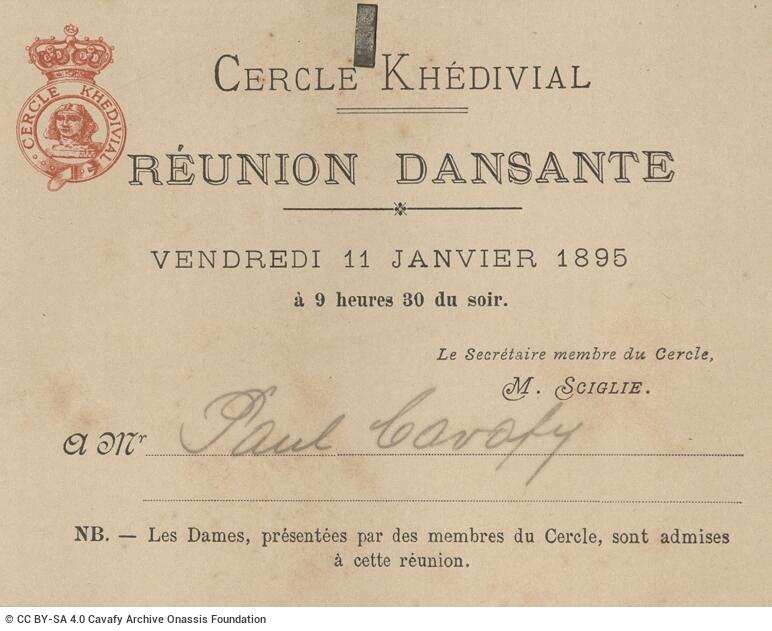 CERCLE KHÉDIVIAL
CERCLE KHÉDIVIAL
RÉUNION DANSANTE
VENDREDI 11 JANVIER 1895
à 9 heures 30 du soir.
Le Secrétaire membre du Cercle,
M. SCIGLIE.
A Mr Paul Cavafy
NB. — Les Dames, présentées par des membres du Cercle, sont admises
à cette réunion.
© CC BY-SA 4.0 Cavafy Archive Onassis Foundation